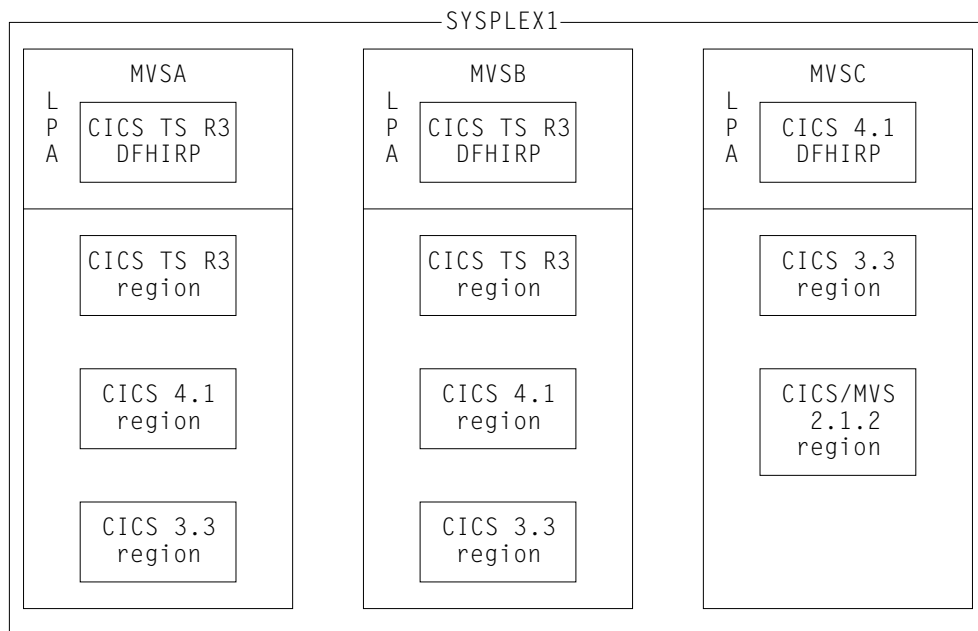 SYSPLEX1
MVSA
L
P
A
CICS TS R3
DFHIRP
CICS TS R3
region
CICS 4.1
region
CICS 3.3
region
MVSB
L
P
A
CICS TS R3
DFHIRP
CICS TS R3
region
CICS 4.1
region
CICS 3.3
region
MVSC
L
P
A
CICS 4.1
DFHIRP
CICS 3.3
region
CICS/MVS
2.1.2
region